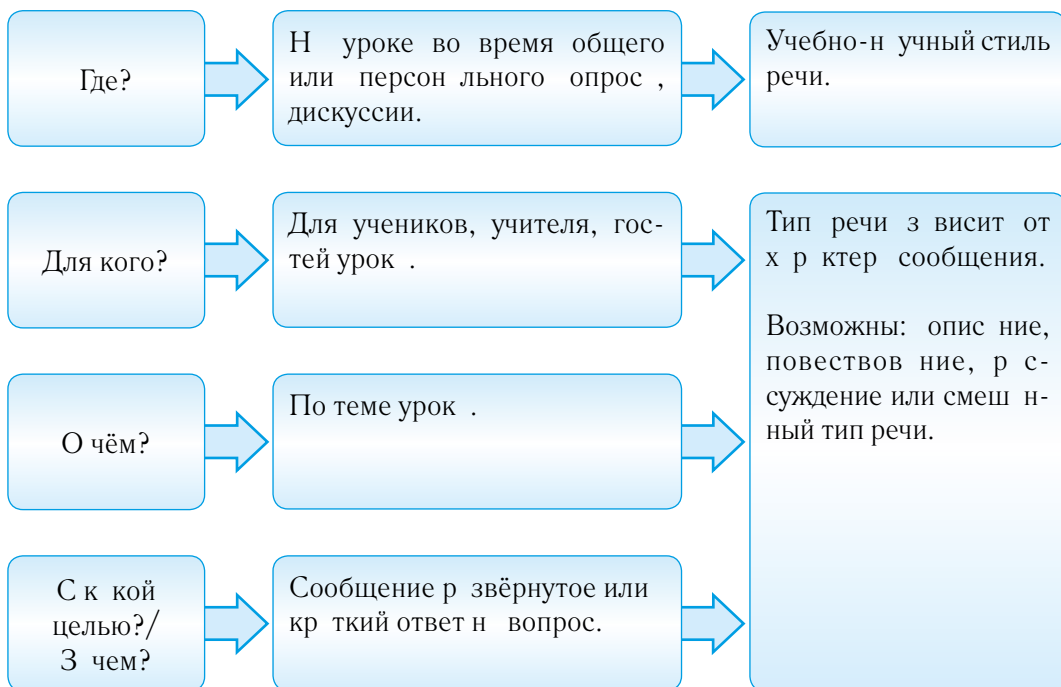 Где?
Н  уроке во время общего
или персон льного опрос ,
дискуссии.
Учебно-н учный стиль
речи.
Для кого?
Для учеников, учителя, гос-
тей урок .
Тип речи з висит от
х р ктер  сообщения.
Возможны: опис ние,
повествов ние, р с-
суждение или смеш н-
ный тип речи.
О чём?
По теме урок .
С к кой
целью?/
З чем?
Сообщение р звёрнутое или
кр ткий ответ н  вопрос.